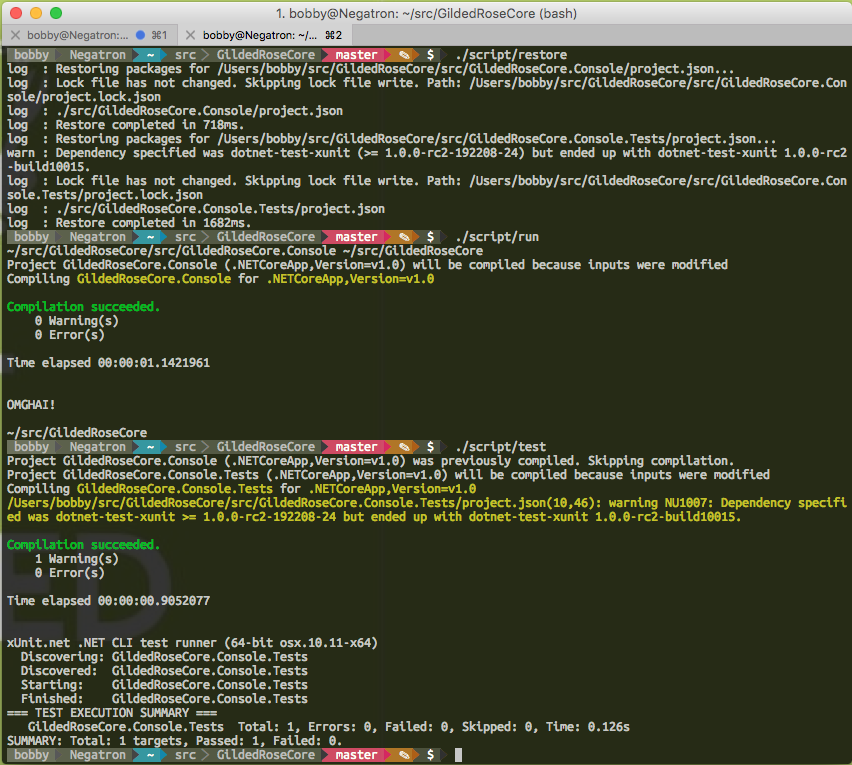 1. bobby@Negatron: ~/src/GildedRoseCore (bash)
bobby@Negatron:... ⌘1 bobby@Negatron: ~/... ⌘2
bobby Negatron ~ src GildedRoseCore master ✎ $ ./script/restore
log  : Restoring packages for /Users/bobby/src/GildedRoseCore/src/GildedRoseCore.Console/project.json...
log  : Lock file has not changed. Skipping lock file write. Path: /Users/bobby/src/GildedRoseCore/src/GildedRoseCore.Con
sole/project.lock.json
log  : ./src/GildedRoseCore.Console/project.json
log  : Restore completed in 718ms.
log  : Restoring packages for /Users/bobby/src/GildedRoseCore/src/GildedRoseCore.Console.Tests/project.json...
warn : Dependency specified was dotnet-test-xunit (>= 1.0.0-rc2-192208-24) but ended up with dotnet-test-xunit 1.0.0-rc2
-build10015.
log  : Lock file has not changed. Skipping lock file write. Path: /Users/bobby/src/GildedRoseCore/src/GildedRoseCore.Con
sole.Tests/project.lock.json
log  : ./src/GildedRoseCore.Console.Tests/project.json
log  : Restore completed in 1682ms.
bobby Negatron ~ src GildedRoseCore master ✎ $ ./script/run
~/src/GildedRoseCore/src/GildedRoseCore.Console ~/src/GildedRoseCore
Project GildedRoseCore.Console (.NETCoreApp,Version=v1.0) will be compiled because inputs were modified
Compiling GildedRoseCore.Console for .NETCoreApp,Version=v1.0
Compilation succeeded.
0 Warning(s)
0 Error(s)
Time elapsed 00:00:01.1421961
OMGHAI!
~/src/GildedRoseCore
bobby Negatron ~ src GildedRoseCore master ✎ $ ./script/test
Project GildedRoseCore.Console (.NETCoreApp,Version=v1.0) was previously compiled. Skipping compilation.
Project GildedRoseCore.Console.Tests (.NETCoreApp,Version=v1.0) will be compiled because inputs were modified
Compiling GildedRoseCore.Console.Tests for .NETCoreApp,Version=v1.0
/Users/bobby/src/GildedRoseCore/src/GildedRoseCore.Console.Tests/project.json(10,46): warning NU1007: Dependency specifi
ed was dotnet-test-xunit >= 1.0.0-rc2-192208-24 but ended up with dotnet-test-xunit 1.0.0-rc2-build10015.
Compilation succeeded.
1 Warning(s)
0 Error(s)
Time elapsed 00:00:00.9052077
xUnit.net .NET CLI test runner (64-bit osx.10.11-x64)
Discovering: GildedRoseCore.Console.Tests
Discovered:  GildedRoseCore.Console.Tests
Starting:    GildedRoseCore.Console.Tests
Finished:    GildedRoseCore.Console.Tests
=== TEST EXECUTION SUMMARY ===
GildedRoseCore.Console.Tests  Total: 1, Errors: 0, Failed: 0, Skipped: 0, Time: 0.126s
SUMMARY: Total: 1 targets, Passed: 1, Failed: 0.
bobby Negatron ~ src GildedRoseCore master ✎ $